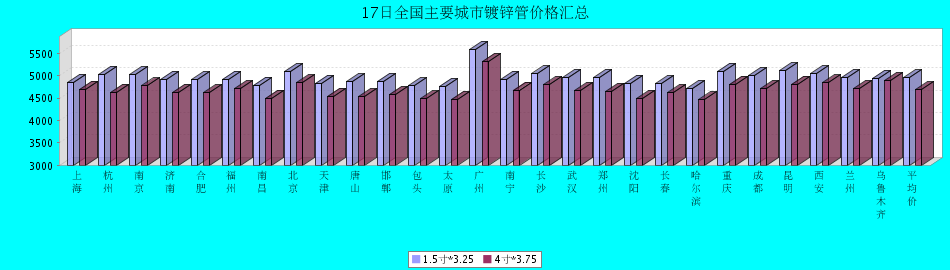 17日全国主要城市镀锌管价格汇总
5500
5000
4500
4000
3500
3000
上海
杭州
南京
济南
合肥
福州
南昌
北京
天津
唐山
邯郸
包头
太原
广州
南宁
长沙
武汉
郑州
沈阳
长春
哈尔滨
重庆
成都
昆明
西安
兰州
乌鲁木齐
平均价
1.5寸*3.25
4寸*3.75